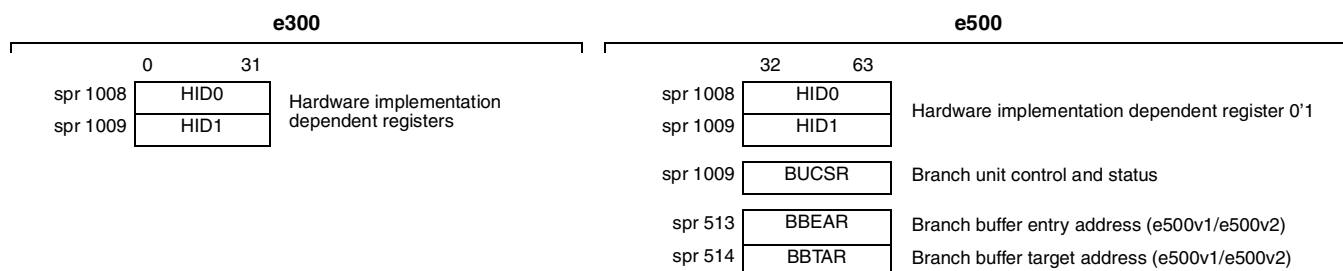 e300
0 31
spr 1008 HID0
spr 1009 HID1
Hardware implementation
dependent registers
e500
32 63
spr 1008 HID0
spr 1009 HID1
Hardware implementation dependent register 0'1
spr 1009 BUCSR Branch unit control and status
spr 513 BBEAR Branch buffer entry address (e500v1/e500v2)
spr 514 BBTAR Branch buffer target address (e500v1/e500v2)